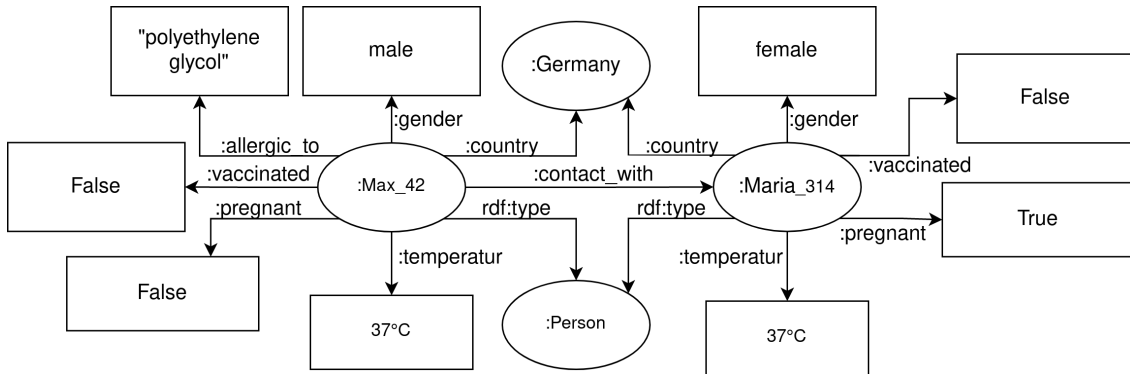 "polyethylene
glycol"
male
:Germany
female
False
:allergic_to
:gender
:country
:country
:gender
:vaccinated
False
:vaccinated
:Max_42
:contact_with
:Maria_314
:pregnant
rdf:type
rdf:type
:pregnant
True
False
:temperatur
:temperatur
37°C
:Person
37°C